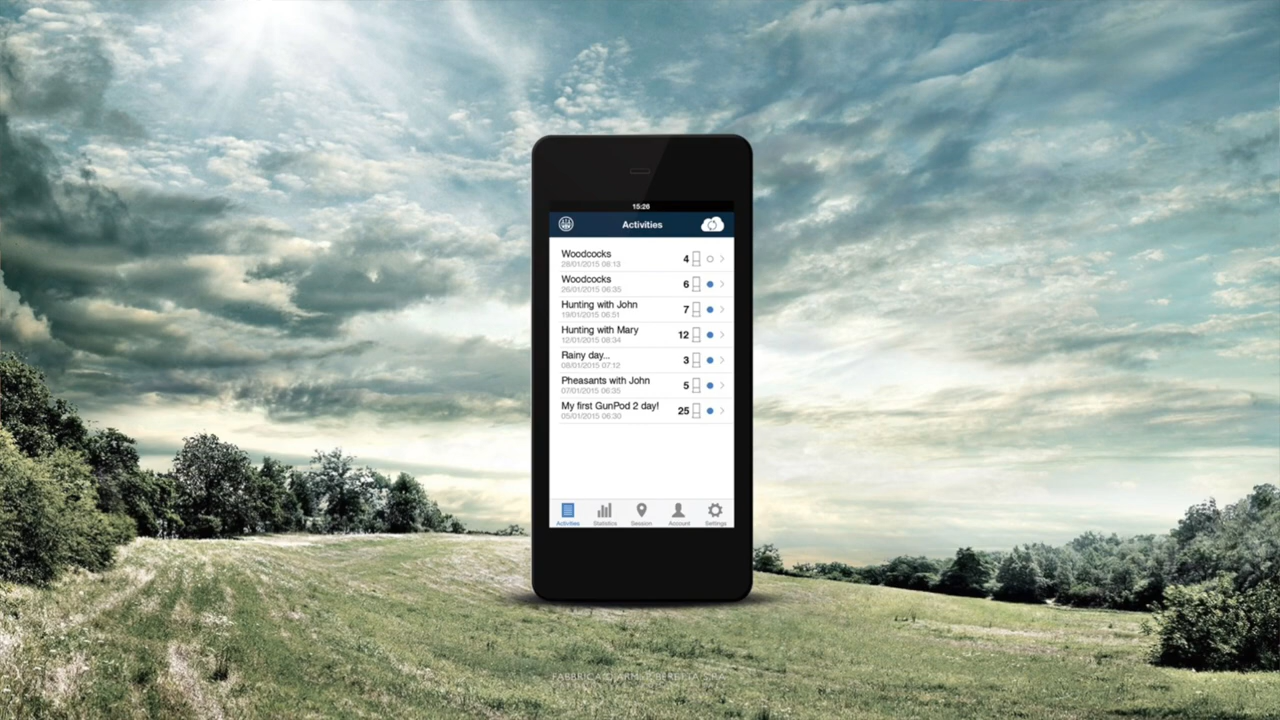 15:26
Activities
Woodcocks
28/01/2015 08:13
4
Woodcocks
26/01/2015 06:35
6
Hunting with John
19/01/2015 06:51
7
Hunting with Mary
12/01/2015 08:34
12
Rainy day...
08/01/2015 07:12
3
Pheasants with John
07/01/2015 06:35
5
My first GunPod 2 day!
05/01/2015 06:30
25
Activities Statistics Session Account Settings
FABBRICA D'ARMI P. BERETTA SPA